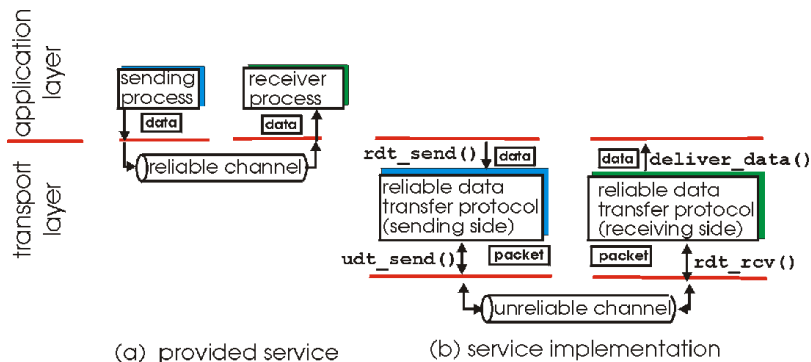 application
layer
transport
layer
sending
process
receiver
process
data
data
reliable channel
(a) provided service
rdt_send()
data
data
deliver_data()
reliable data
transfer protocol
(sending side)
reliable data
transfer protocol
(receiving side)
udt_send()
packet
packet
rdt_rcv()
unreliable channel
(b) service implementation